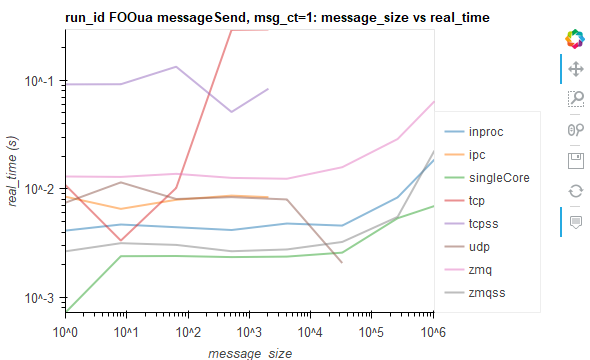 run_id FOOua messageSend, msg_ct=1: message_size vs real_time
real_time (s)
10^-1
10^-2
10^-3
10^0 10^1 10^2 10^3 10^4 10^5 10^6
message_size
inproc
ipc
singleCore
tcp
tcpss
udp
zmq
zmqss